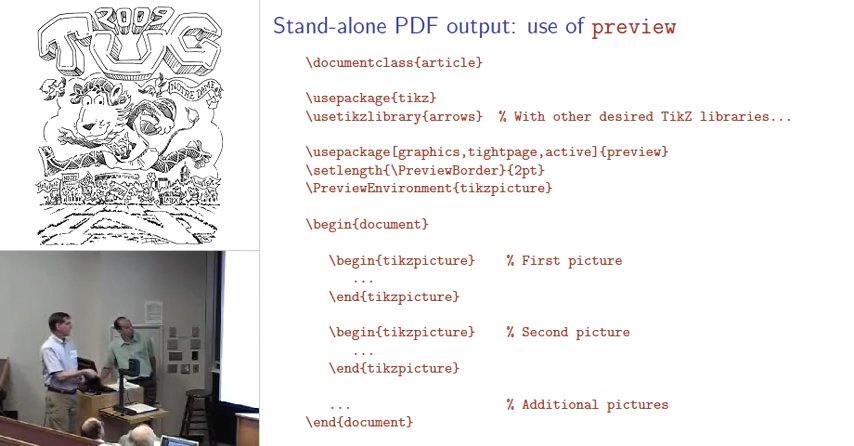 2009
TUG
NOTRE DAME
Stand-alone PDF output: use of preview
\documentclass{article}
\usepackage{tikz}
\usetikzlibrary{arrows} % With other desired TikZ libraries...
\usepackage[graphics,tightpage,active]{preview}
\setlength{\PreviewBorder}{2pt}
\PreviewEnvironment{tikzpicture}
\begin{document}
\begin{tikzpicture} % First picture
...
\end{tikzpicture}
\begin{tikzpicture} % Second picture
...
\end{tikzpicture}
... % Additional pictures
\end{document}